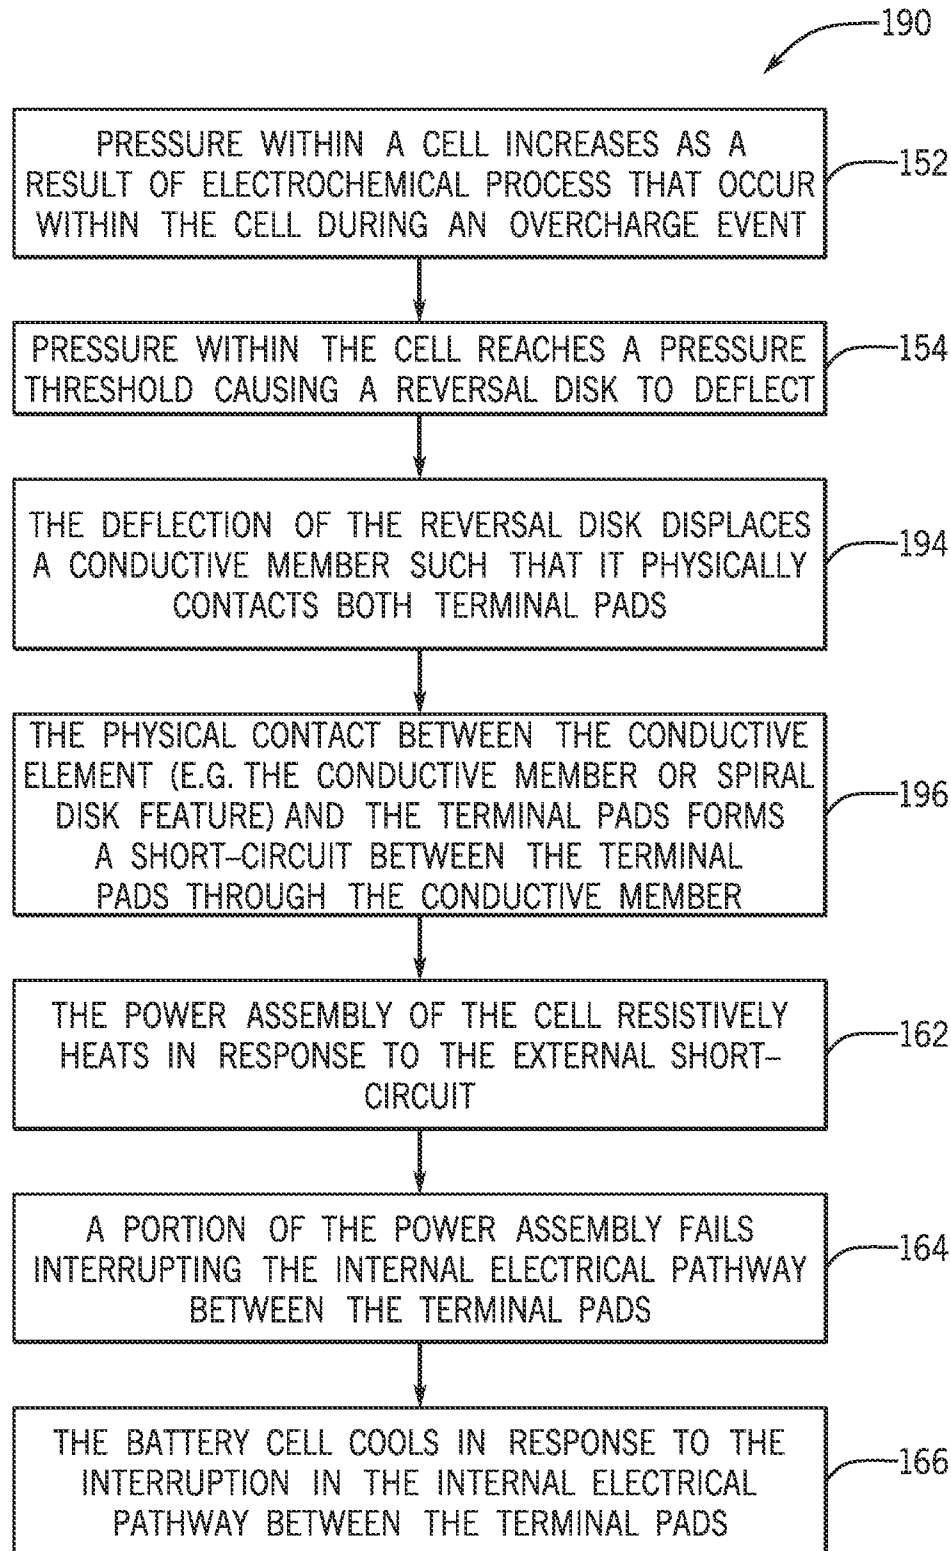 190
PRESSURE WITHIN A CELL INCREASES AS A
RESULT OF ELECTROCHEMICAL PROCESS THAT OCCUR
WITHIN THE CELL DURING AN OVERCHARGE EVENT
152
PRESSURE WITHIN THE CELL REACHES A PRESSURE
THRESHOLD CAUSING A REVERSAL DISK TO DEFLECT
154
THE DEFLECTION OF THE REVERSAL DISK DISPLACES
A CONDUCTIVE MEMBER SUCH THAT IT PHYSICALLY
CONTACTS BOTH TERMINAL PADS
194
THE PHYSICAL CONTACT BETWEEN THE CONDUCTIVE
ELEMENT (E.G. THE CONDUCTIVE MEMBER OR SPIRAL
DISK FEATURE) AND THE TERMINAL PADS FORMS
A SHORT-CIRCUIT BETWEEN THE TERMINAL
PADS THROUGH THE CONDUCTIVE MEMBER
196
THE POWER ASSEMBLY OF THE CELL RESISTIVELY
HEATS IN RESPONSE TO THE EXTERNAL SHORT-
CIRCUIT
162
A PORTION OF THE POWER ASSEMBLY FAILS
INTERRUPTING THE INTERNAL ELECTRICAL PATHWAY
BETWEEN THE TERMINAL PADS
164
THE BATTERY CELL COOLS IN RESPONSE TO THE
INTERRUPTION IN THE INTERNAL ELECTRICAL
PATHWAY BETWEEN THE TERMINAL PADS
166